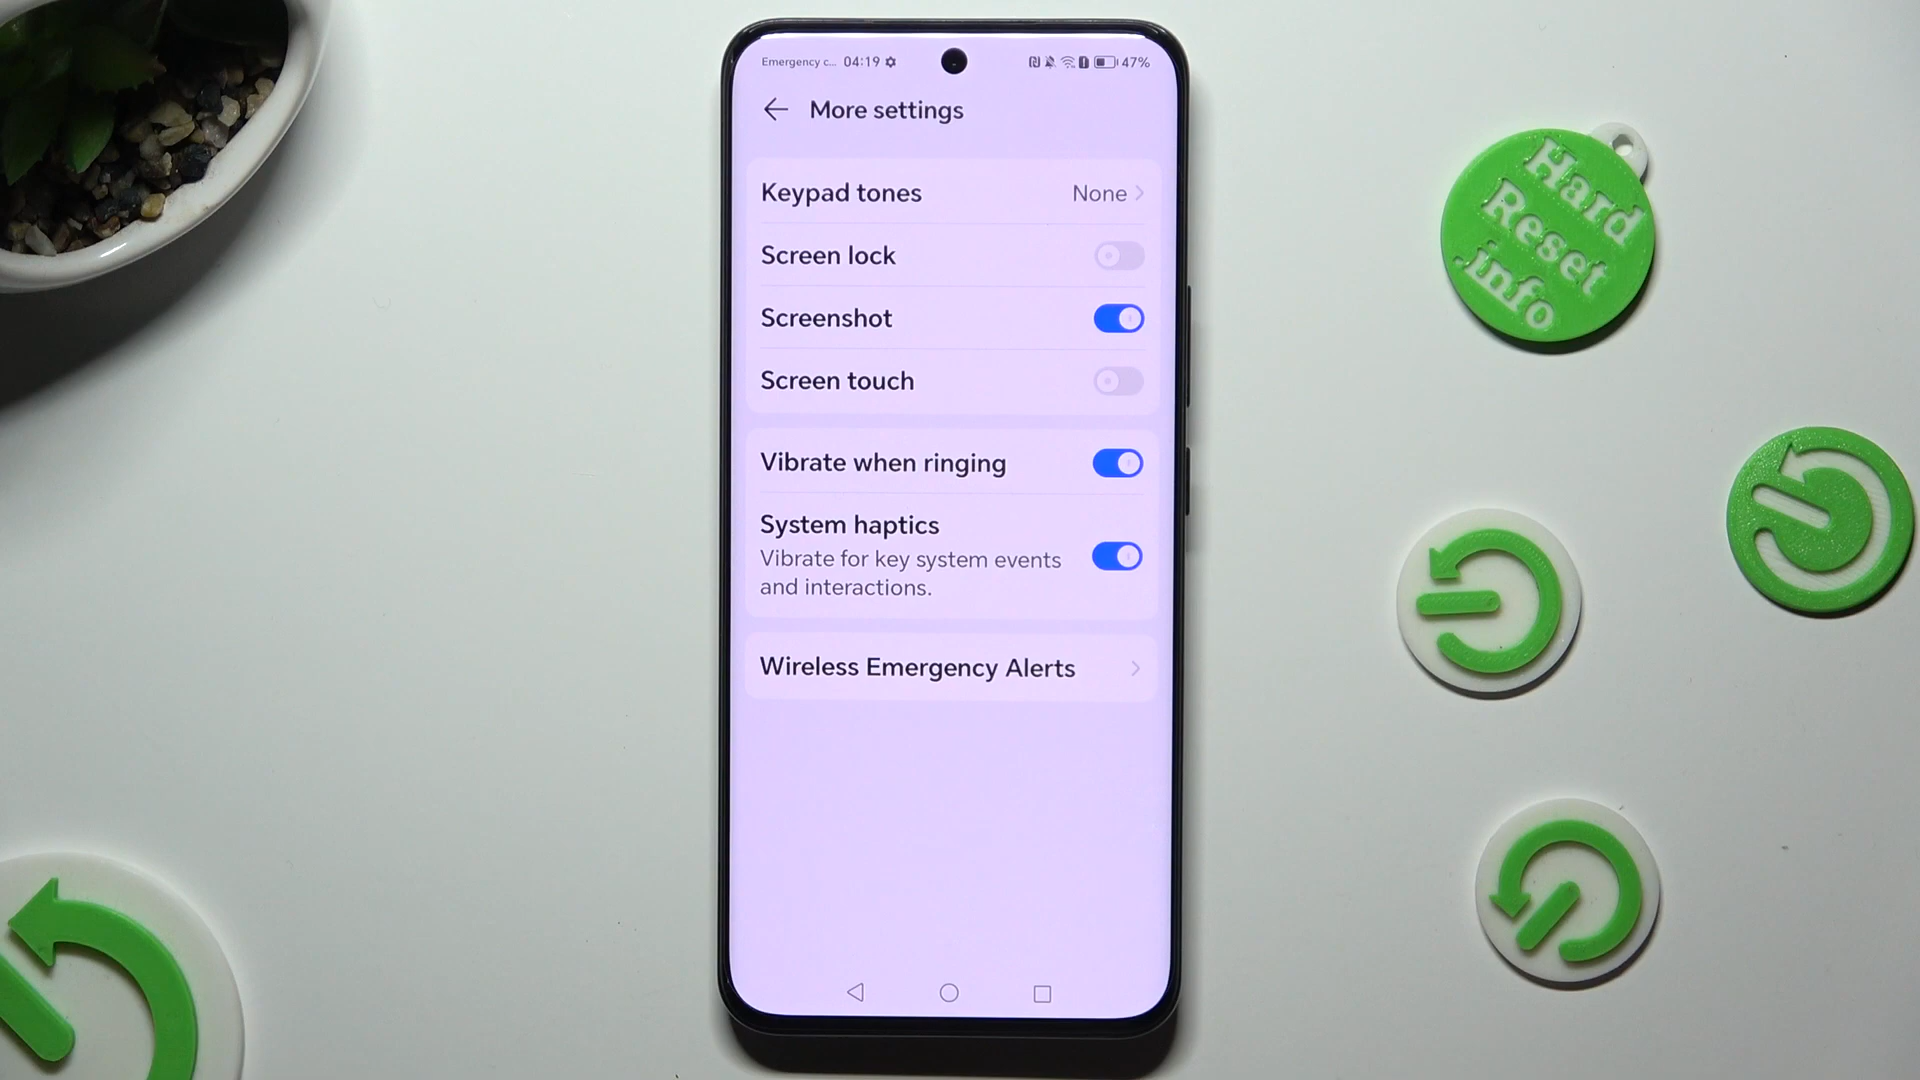 Emergency c... 04:19 47%
More settings
Keypad tones None
Screen lock
Screenshot
Screen touch
Vibrate when ringing
System haptics
Vibrate for key system events
and interactions.
Wireless Emergency Alerts
Hard
Reset
.info